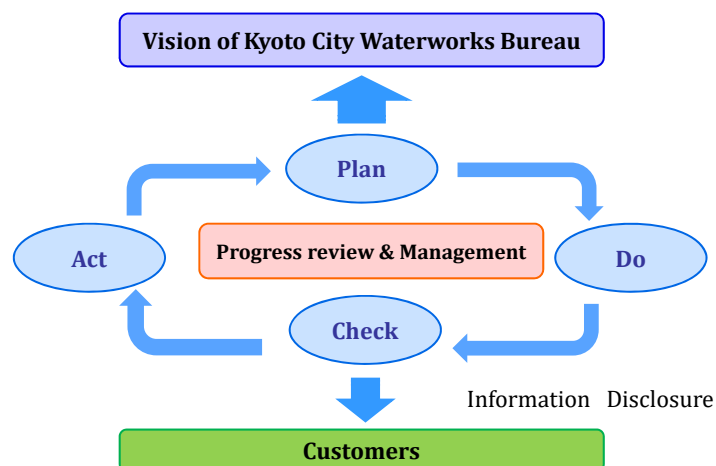 Vision of Kyoto City Waterworks Bureau
Plan
Act
Progress review & Management
Do
Check
Information Disclosure
Customers